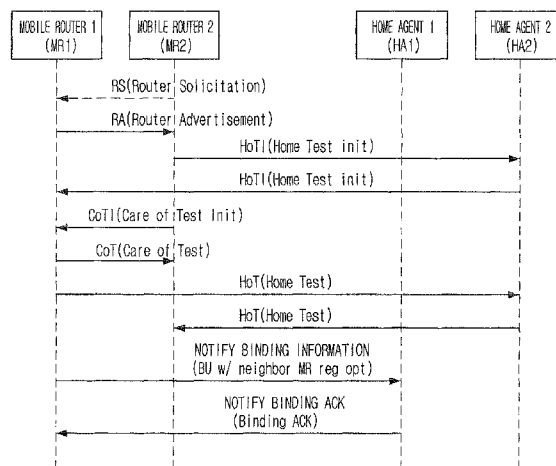 MOBILE ROUTER 1
(MR1)
MOBILE ROUTER 2
(MR2)
HOME AGENT 1
(HA1)
HOME AGENT 2
(HA2)
RS(Router Solicitation)
RA(Router Advertisement)
HoTI(Home Test init)
HoTI(Home Test init)
CoTI(Care of Test Init)
CoT(Care of Test)
HoT(Home Test)
HoT(Home Test)
NOTIFY BINDING INFORMATION
(BU w/ neighbor MR reg opt)
NOTIFY BINDING ACK
(Binding ACK)